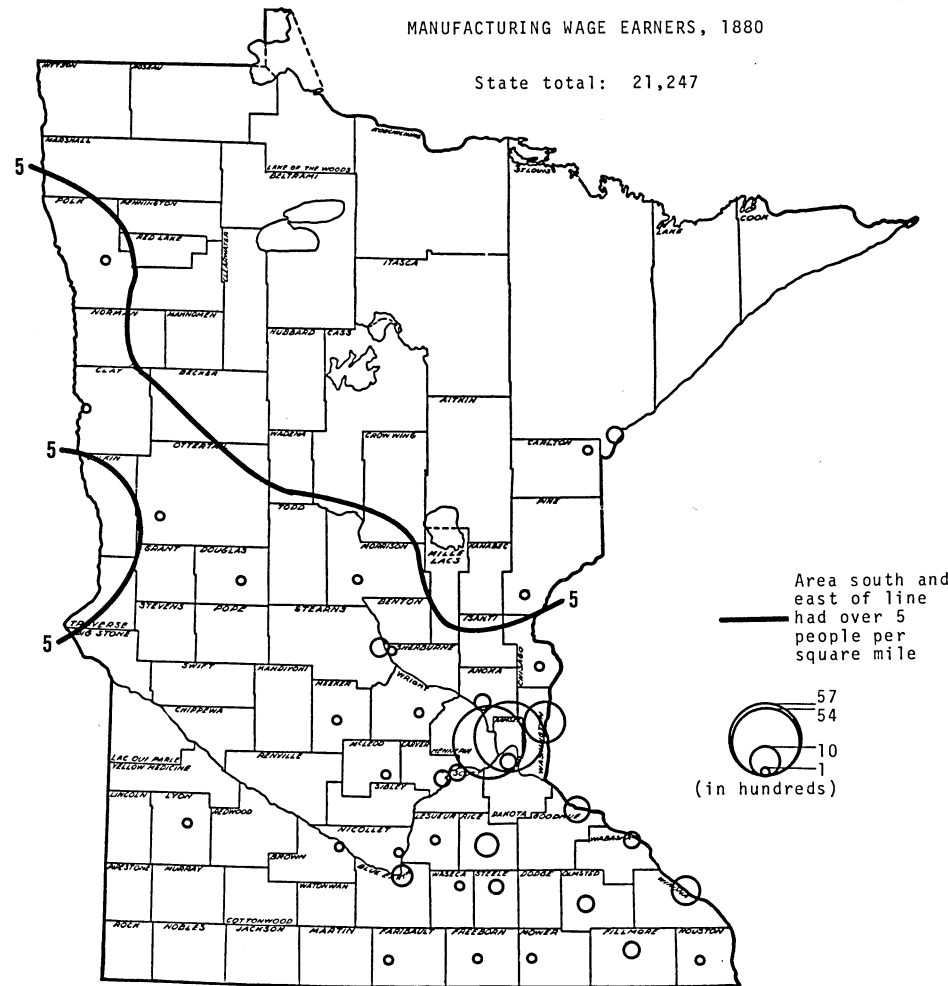 MANUFACTURING WAGE EARNERS, 1880
State total: 21,247
KITTSON
ROSEAU
KOOCHICHING
MARSHALL
LAKE OF THE WOODS
BELTRAMI
ST LOUIS
5
POLK
PENNINGTON
LAKE
COOK
RED LAKE
CLEARWATER
ITASCA
NORMAN
MAHNOMEN
HUBBARD
CASS
CLAY
BECKER
AITKIN
WADENA
CROW WING
CARLTON
5
WILKIN
OTTERTAIL
PINE
TODD
MORRISON
MILLE
LACS
KANABEC
GRANT
DOUGLAS
STEVENS
POPE
STEARNS
BENTON
ISANTI
5
5
TRAVERSE
BIG STONE
SHERBURNE
Area south and
east of line
had over 5
people per
square mile
SWIFT
KANDIYOHI
MEEKER
WRIGHT
ANOKA
CHISAGO
CHIPPEWA
RAMSEY
WASHINGTON
57
54
10
1
(in hundreds)
LAC QUI PARLE
YELLOW MEDICINE
RENVILLE
MCLEOD
CARVER
HENNEPIN
SCOTT
SIBLEY
LINCOLN
LYON
REDWOOD
NICOLLET
LESUEUR
RICE
DAKOTA
GOODHUE
WABASHA
BROWN
BLUE EARTH
PIPESTONE
MURRAY
WATONWAN
WASECA
STEELE
DODGE
OLMSTED
WINONA
ROCK
NOBLES
COTTONWOOD
JACKSON
MARTIN
FARIBAULT
FREEBORN
MOWER
FILLMORE
HOUSTON